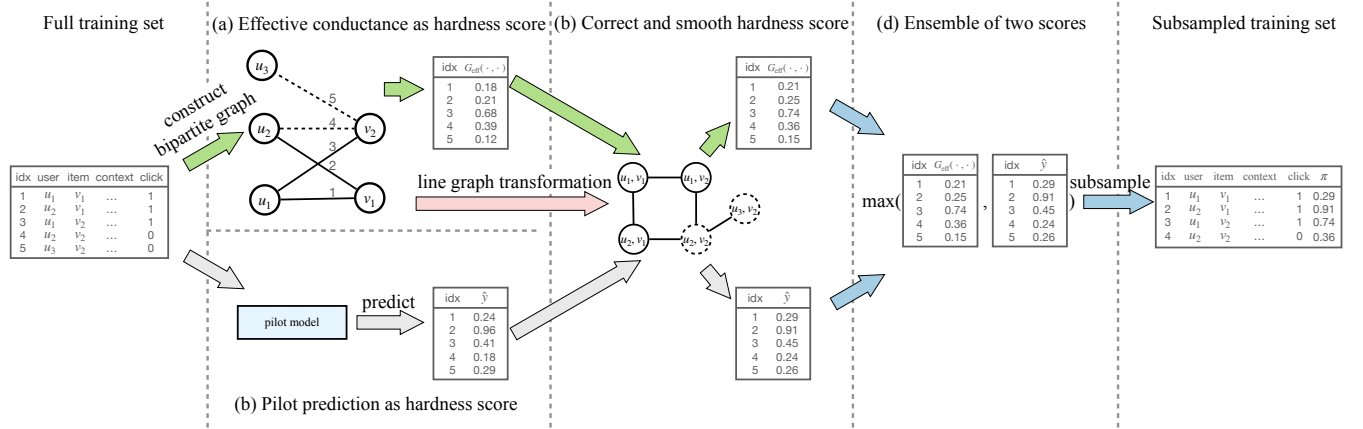 Full training set
(a) Effective conductance as hardness score
(b) Correct and smooth hardness score
(d) Ensemble of two scores
Subsampled training set
idx user item context click
1 u₁ v₁ ... 1
2 u₂ v₁ ... 1
3 u₁ v₂ ... 1
4 u₂ v₂ ... 0
5 u₃ v₂ ... 0
construct
bipartite graph
u₃
u₂
u₁
v₂
v₁
5
4
3
2
1
idx G_eff(·,·)
1 0.18
2 0.21
3 0.68
4 0.39
5 0.12
line graph transformation
u₁, v₁
u₁, v₂
u₃, v₂
u₂, v₁
u₂, v₂
idx G_eff(·,·)
1 0.21
2 0.25
3 0.74
4 0.36
5 0.15
pilot model
predict
idx ŷ
1 0.24
2 0.96
3 0.41
4 0.18
5 0.29
(b) Pilot prediction as hardness score
idx ŷ
1 0.29
2 0.91
3 0.45
4 0.24
5 0.26
max(
idx G_eff(·,·)
1 0.21
2 0.25
3 0.74
4 0.36
5 0.15
,
idx ŷ
1 0.29
2 0.91
3 0.45
4 0.24
5 0.26
)
subsample
idx user item context click π
1 u₁ v₁ ... 1 0.29
2 u₂ v₁ ... 1 0.91
3 u₁ v₂ ... 1 0.74
4 u₂ v₂ ... 0 0.36